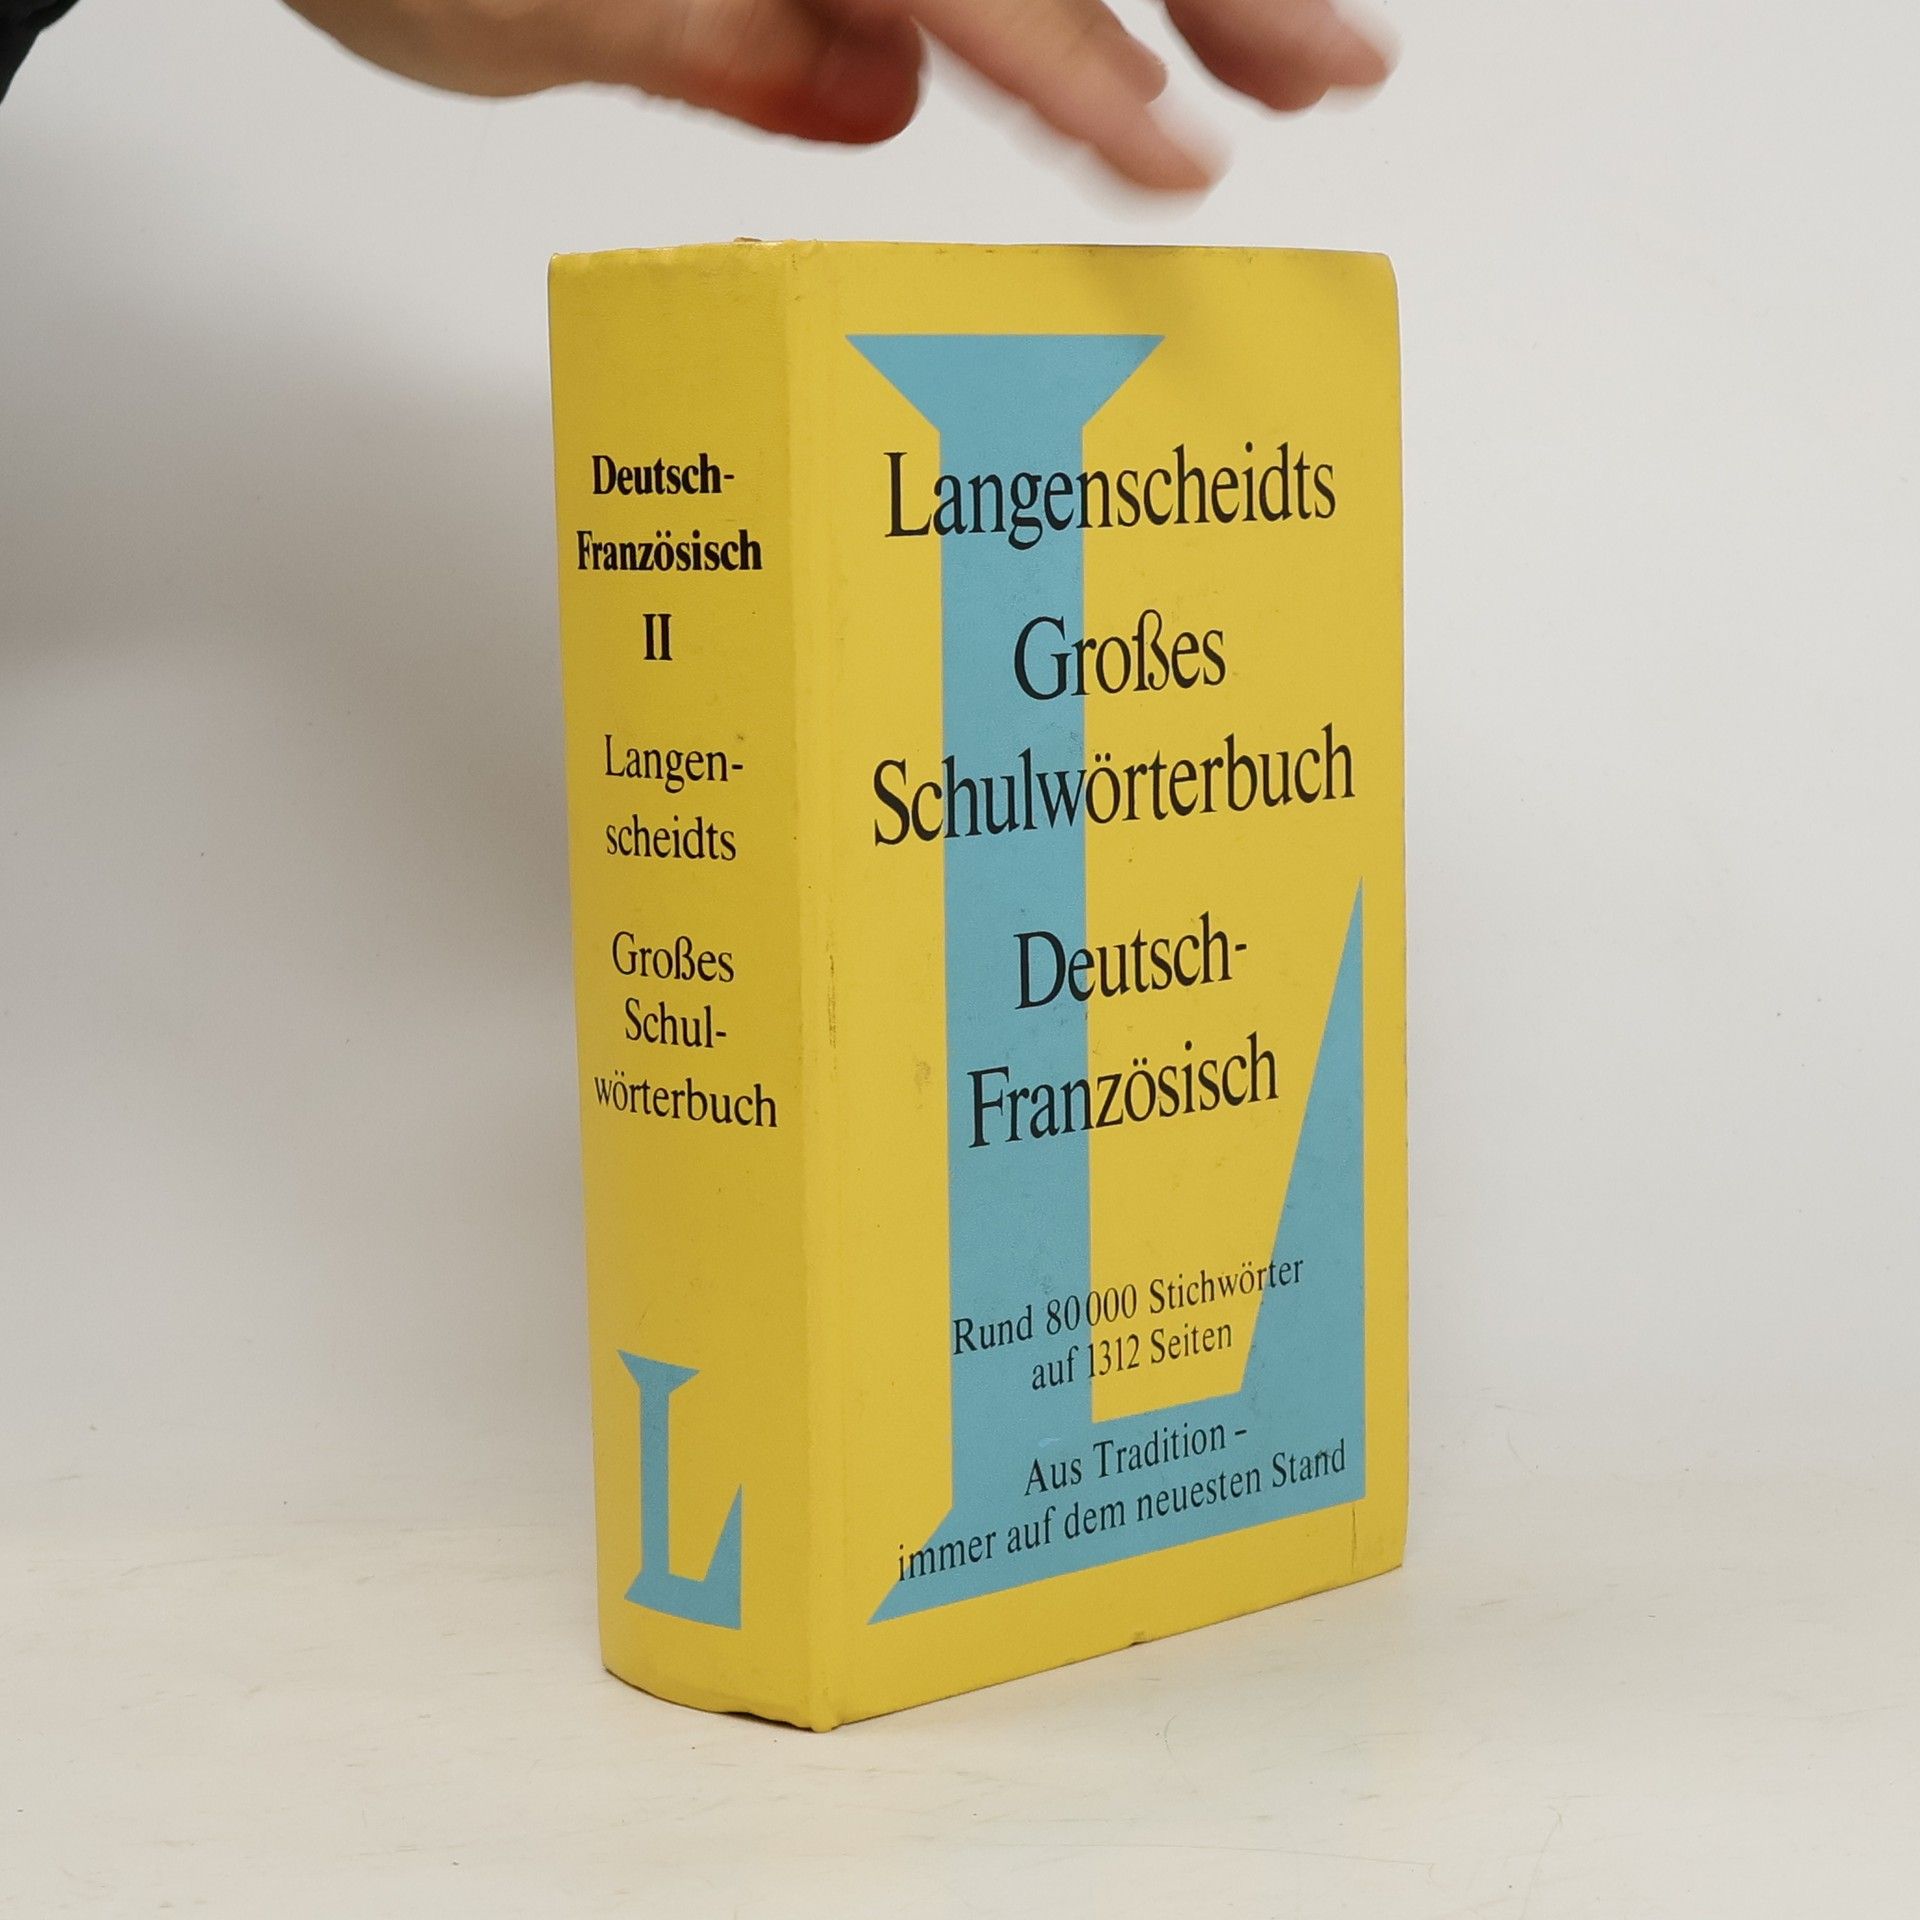 Deutsch-
Französisch
II
Langen-
scheidts
Großes
Schul-
wörterbuch
L
Langenscheidts
Großes
Schulwörterbuch
Deutsch-
Französisch
Rund 80000 Stichwörter
auf 1312 Seiten
Aus Tradition –
immer auf dem neuesten Stand
L